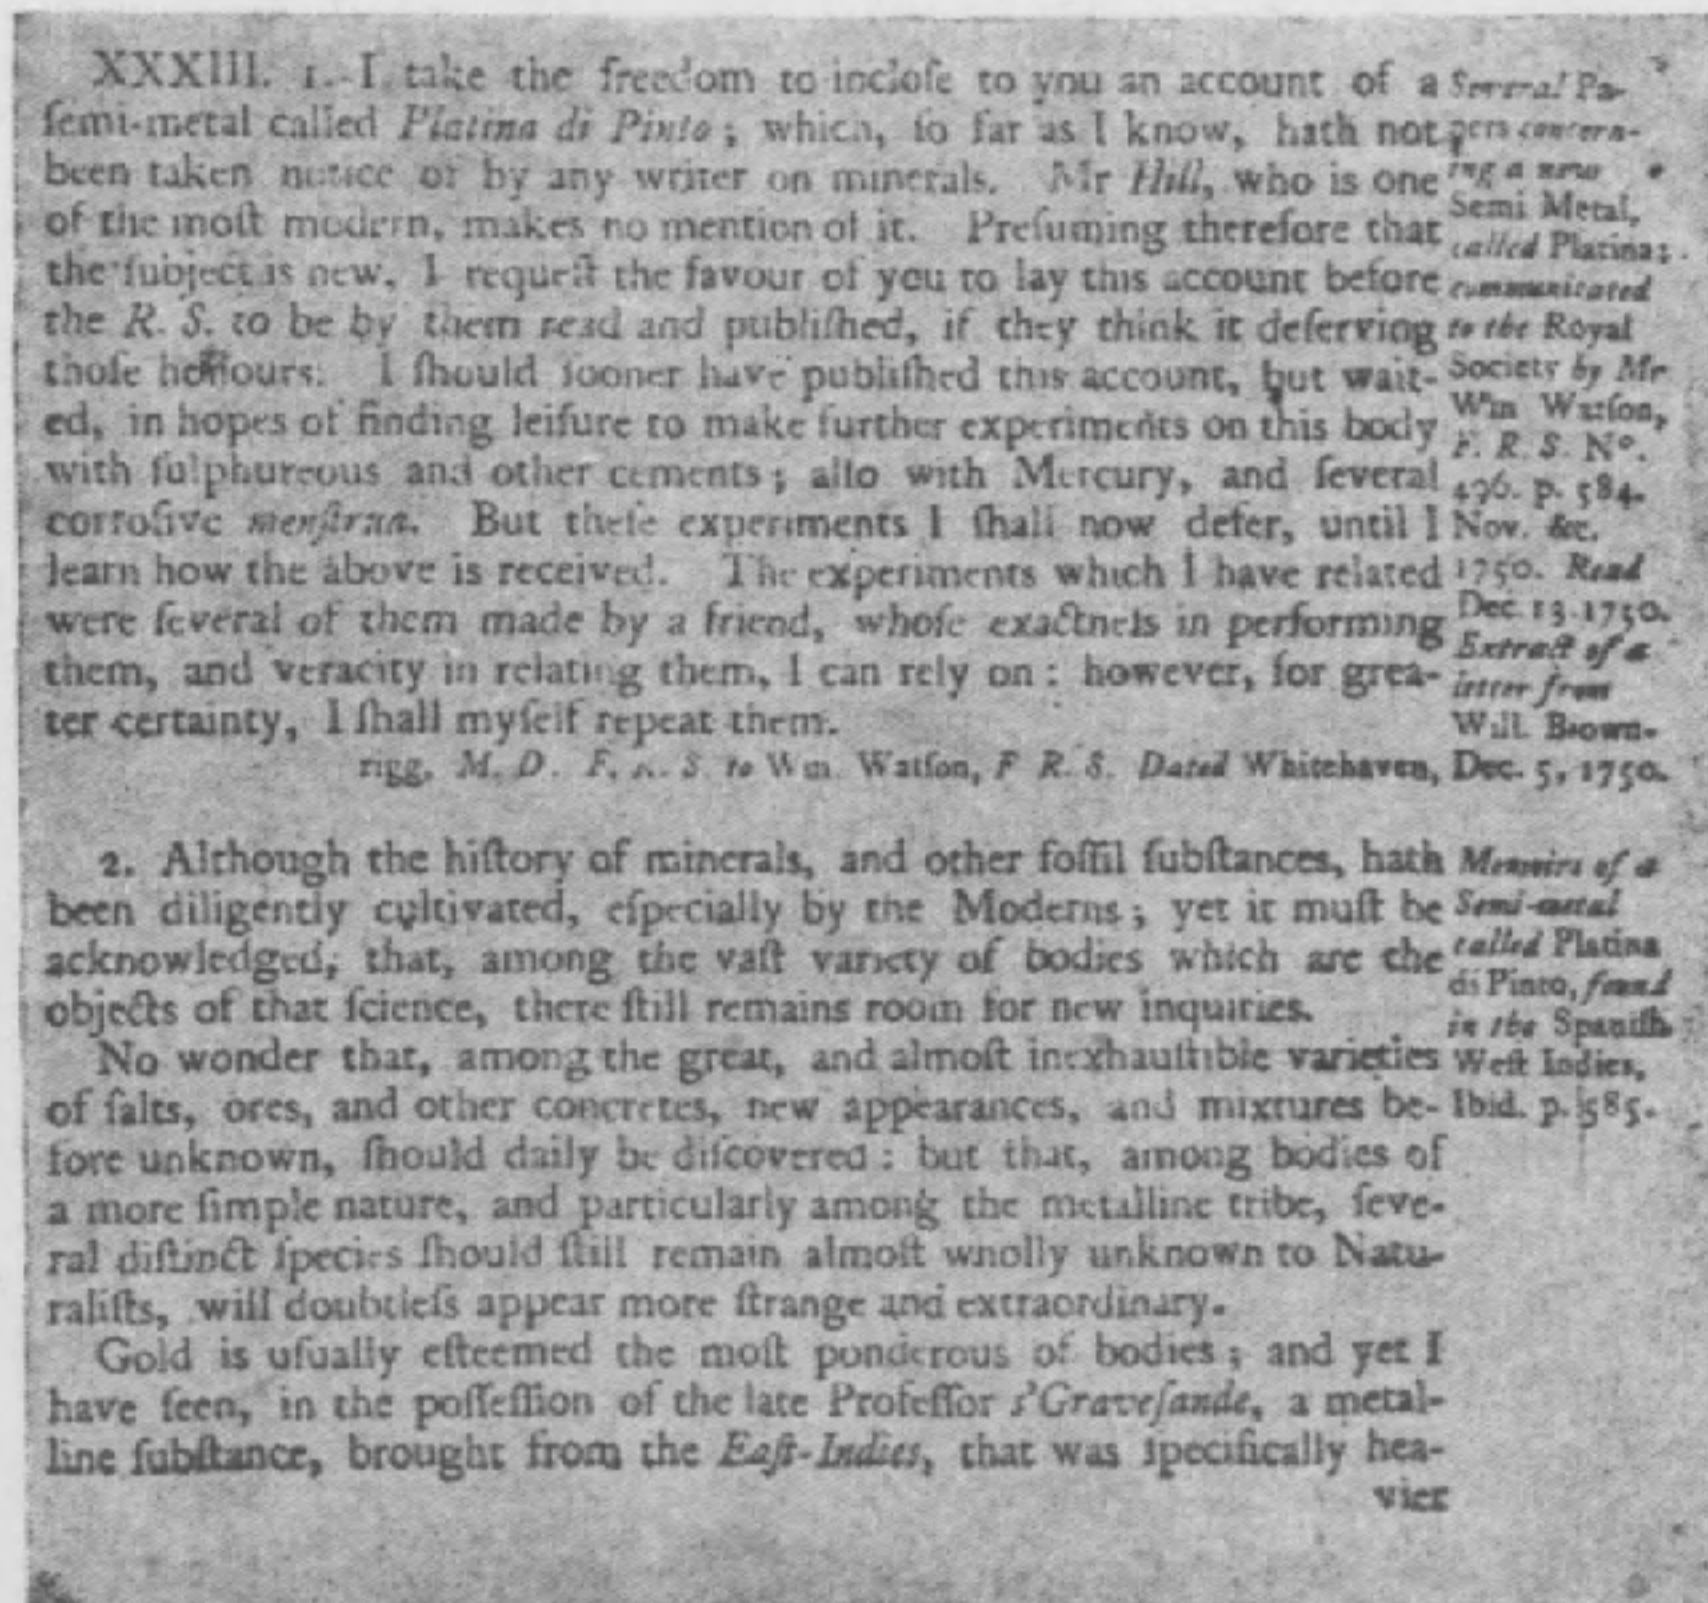 XXXIII. 1. I take the freedom to incloſe to you an account of a
ſemi-metal called Platina di Pinto; which, ſo far as I know, hath not
been taken notice of by any writer on minerals. Mr Hill, who is one
of the moſt modern, makes no mention of it. Preſuming therefore that
the ſubject is new, I requeſt the favour of you to lay this account before
the R. S. to be by them read and publiſhed, if they think it deſerving
thoſe honours. I ſhould ſooner have publiſhed this account, but wait-
ed, in hopes of finding leiſure to make further experiments on this body
with ſulphureous and other cements; alſo with Mercury, and ſeveral
corroſive menſtrua. But theſe experiments I ſhall now defer, until I
learn how the above is received. The experiments which I have related
were ſeveral of them made by a friend, whoſe exactneſs in performing
them, and veracity in relating them, I can rely on: however, for grea-
ter certainty, I ſhall myſelf repeat them.
Several Pa-
pers concern-
ing a new
Semi Metal,
called Platina;
communicated
to the Royal
Society by Mr
Wm Watſon,
F. R. S. Nº.
496. p. 584.
Nov. &c.
1750. Read
Dec. 13. 1750.
Extract of a
letter from
Will. Brown-
rigg, M. D. F. R. S. to Wm. Watſon, F. R. S. Dated Whitehaven, Dec. 5, 1750.
2. Although the hiſtory of minerals, and other foſſil ſubſtances, hath
been diligently cultivated, eſpecially by the Moderns; yet it muſt be
acknowledged, that, among the vaſt variety of bodies which are the
objects of that ſcience, there ſtill remains room for new inquiries.
No wonder that, among the great, and almoſt inexhauſtible varieties
of ſalts, ores, and other concretes, new appearances, and mixtures be-
fore unknown, ſhould daily be diſcovered: but that, among bodies of
a more ſimple nature, and particularly among the metalline tribe, ſeve-
ral diſtinct ſpecies ſhould ſtill remain almoſt wholly unknown to Natu-
raliſts, will doubtleſs appear more ſtrange and extraordinary.
Gold is uſually eſteemed the moſt ponderous of bodies; and yet I
have ſeen, in the poſſeſſion of the late Profeſſor s'Graveſande, a metal-
line ſubſtance, brought from the Eaſt-Indies, that was ſpecifically hea-
vier
Memoirs of a
Semi-metal
called Platina
di Pinto, found
in the Spaniſh
Weſt Indies,
Ibid. p. 585.